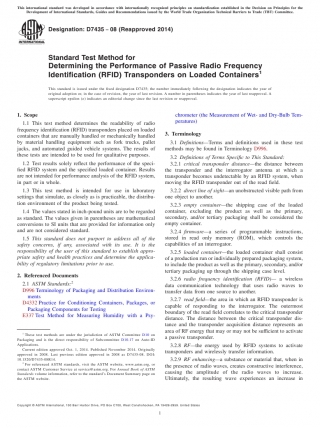 This international standard was developed in accordance with internationally recognized principles on standardization established in the Decision on Principles for the
Development of International Standards, Guides and Recommendations issued by the World Trade Organization Technical Barriers to Trade (TBT) Committee.
Designation: D7435 - 08 (Reapproved 2014)
INTERNATIONAL
Standard Test Method for
Determining the Performance of Passive Radio Frequency
Identification (RFID) Transponders on Loaded Containers1
This standard is issued under the fixed designation D7435; the number immediately following the designation indicates the year of
original adoption or, in the case of revision, the year of last revision. A number in parentheses indicates the year of last reapproval. A
superscript epsilon (ε) indicates an editorial change since the last revision or reapproval.
1. Scope
1.1 This test method determines the readability of radio
frequency identification (RFID) transponders placed on loaded
containers that are manually handled or mechanically handled
by material handling equipment such as fork trucks, pallet
jacks, and automated guided vehicle systems. The results of
these tests are intended to be used for qualitative purposes.
1.2 Test results solely reflect the performance of the speci-
fied RFID system and the specified loaded container. Results
are not intended for performance analysis of the RFID system,
in part or in whole.
1.3 This test method is intended for use in laboratory
settings that simulate, as closely as is practicable, the distribu-
tion environment of the product being tested.
1.4 The values stated in inch-pound units are to be regarded
as standard. The values given in parentheses are mathematical
conversions to SI units that are provided for information only
and are not considered standard.
1.5 This standard does not purport to address all of the
safety concerns, if any, associated with its use. It is the
responsibility of the user of this standard to establish appro-
priate safety and health practices and determine the applica-
bility of regulatory limitations prior to use.
2. Referenced Documents
2.1 ASTM Standards:2
D996 Terminology of Packaging and Distribution Environ-
ments
D4332 Practice for Conditioning Containers, Packages, or
Packaging Components for Testing
E337 Test Method for Measuring Humidity with a Psy-
1 These test methods are under the jurisdiction of ASTM Committee D10 on
Packaging and is the direct responsibility of Subcommittee D10.17 on Auto-ID
Applications.
Current edition approved Oct. 1, 2014. Published November 2014. Originally
approved in 2008. Last previous edition approved in 2008 as D7435-08. DOI:
10.1520/D7435-08R14.
2 For referenced ASTM standards, visit the ASTM website, www.astm.org, or
contact ASTM Customer Service at service@astm.org. For Annual Book of ASTM
Standards volume information, refer to the standard's Document Summary page on
the ASTM website.
chrometer (the Measurement of Wet- and Dry-Bulb Tem-
peratures)
3. Terminology
3.1 Definitions—Terms and definitions used in these test
methods may be found in Terminology D996.
3.2 Definitions of Terms Specific to This Standard:
3.2.1 critical transponder distance—the distance between
the transponder and the interrogator antenna at which a
transponder becomes undetectable by an RFID system, when
moving the RFID transponder out of the read field.
3.2.2 direct line of sight—an unobstructed visible path from
one object to another.
3.2.3 empty container—the shipping case of the loaded
container, excluding the product as well as the primary,
secondary, and/or tertiary packaging shall be considered the
empty container.
3.2.4 firmware—a series of programmable instructions,
stored in read only memory (ROM), which controls the
capabilities of an interrogator.
3.2.5 loaded container—the loaded container shall consist
of a production run or individually prepared packaging system
to include the product as well as the primary, secondary, and/or
tertiary packaging up through the shipping case level.
3.2.6 radio frequency identification (RFID)—a wireless
data communication technology that uses radio waves to
transfer data from one source to another.
3.2.7 read field—the area in which an RFID transponder is
capable of responding to the interrogator. The outermost
boundary of the read field correlates to the critical transponder
distance. The distance between the critical transponder dis-
tance and the transponder acquisition distance represents an
area of RF energy that may or may not be sufficient to activate
a passive transponder.
3.2.8 RF—the energy used by RFID systems to activate
transponders and wirelessly transfer information.
3.2.9 RF enhancing—a substance or material that, when in
the presence of radio waves, creates constructive interference,
causing the amplitude of radio waves to increase.
Ultimately, the resulting wave experiences an increase in
Copyright © ASTM International, 100 Barr Harbor Drive, PO Box C700, West Conshohocken, PA 19428-2959. United States
1